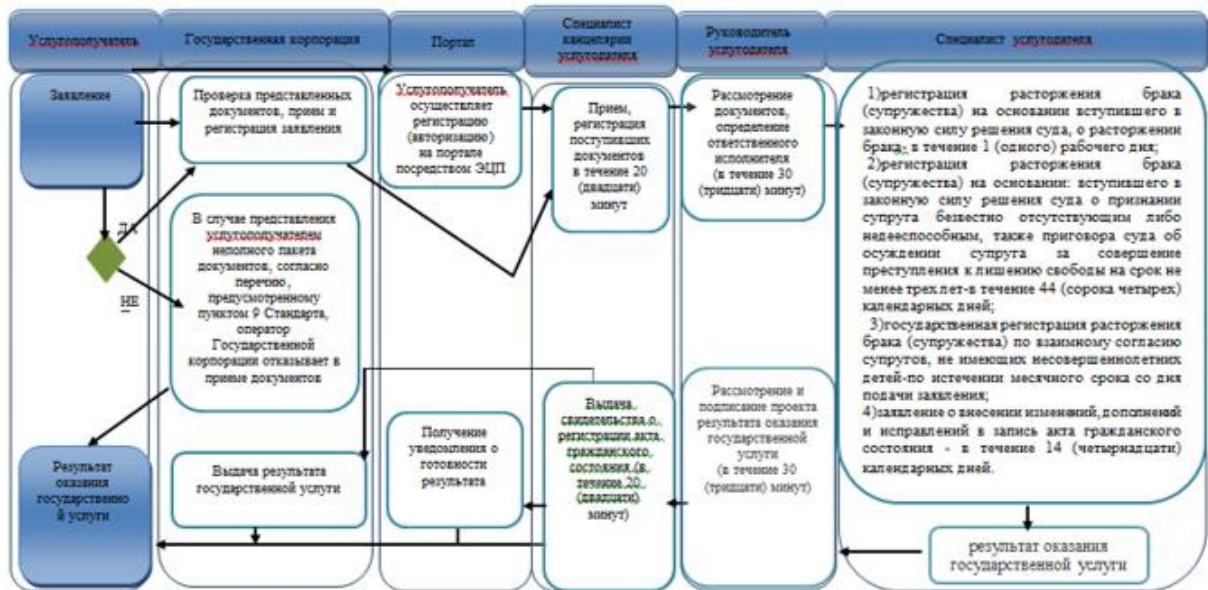 Услугополучатель
Государственная корпорация
Портал
Специалист
канцелярии
услугодателя
Руководитель
услугодателя
Специалист услугодателя
Заявление
ДА
НЕ
Результат
оказания
государственно
й услуги
Проверка представленных
документов, прием и
регистрация заявления
В случае представления
услугополучателем
неполного пакета
документов, согласно
перечню,
предусмотренному
пунктом 9 Стандарта,
оператор
Государственной
корпорации отказывает в
приеме документов
Выдача результата
государственной услуги
Услугополучатель
осуществляет
регистрацию
(авторизацию)
на портале
посредством ЭЦП
Получение
уведомления о
готовности
результата
Прием,
регистрация
поступивших
документов
в течение 20
(двадцати)
минут
Выдача
свидетельства о
регистрации акта
гражданского
состояния (в
течение 20
(двадцати)
минут)
Рассмотрение
документов,
определение
ответственного
исполнителя
(в течение 30
(тридцати) минут)
Рассмотрение и
подписание проекта
результата оказания
государственной
услуги
(в течение 30
(тридцати) минут)
1)регистрация расторжения брака
(супружества) на основании вступившего в
законную силу решения суда, о расторжении
брака- в течение 1 (одного) рабочего дня;
2)регистрация расторжения брака
(супружества) на основании: вступившего в
законную силу решения суда о признании
супруга безвестно отсутствующим либо
недееспособным, также приговора суда об
осуждении супруга за совершение
преступления к лишению свободы на срок не
менее трех лет-в течение 44 (сорока четырех)
календарных дней;
3)государственная регистрация расторжения
брака (супружества) по взаимному согласию
супругов, не имеющих несовершеннолетних
детей-по истечении месячного срока со дня
подачи заявления;
4)заявление о внесении изменений, дополнений
и исправлений в запись акта гражданского
состояния - в течение 14 (четырнадцати)
календарных дней.
результат оказания
государственной услуги